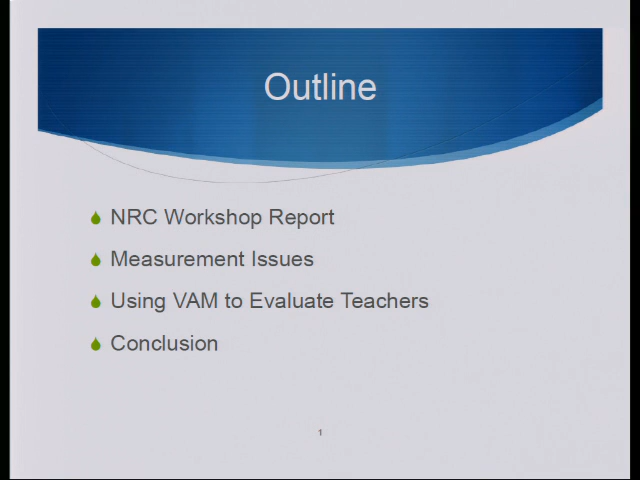 Outline
NRC Workshop Report
Measurement Issues
Using VAM to Evaluate Teachers
Conclusion
1